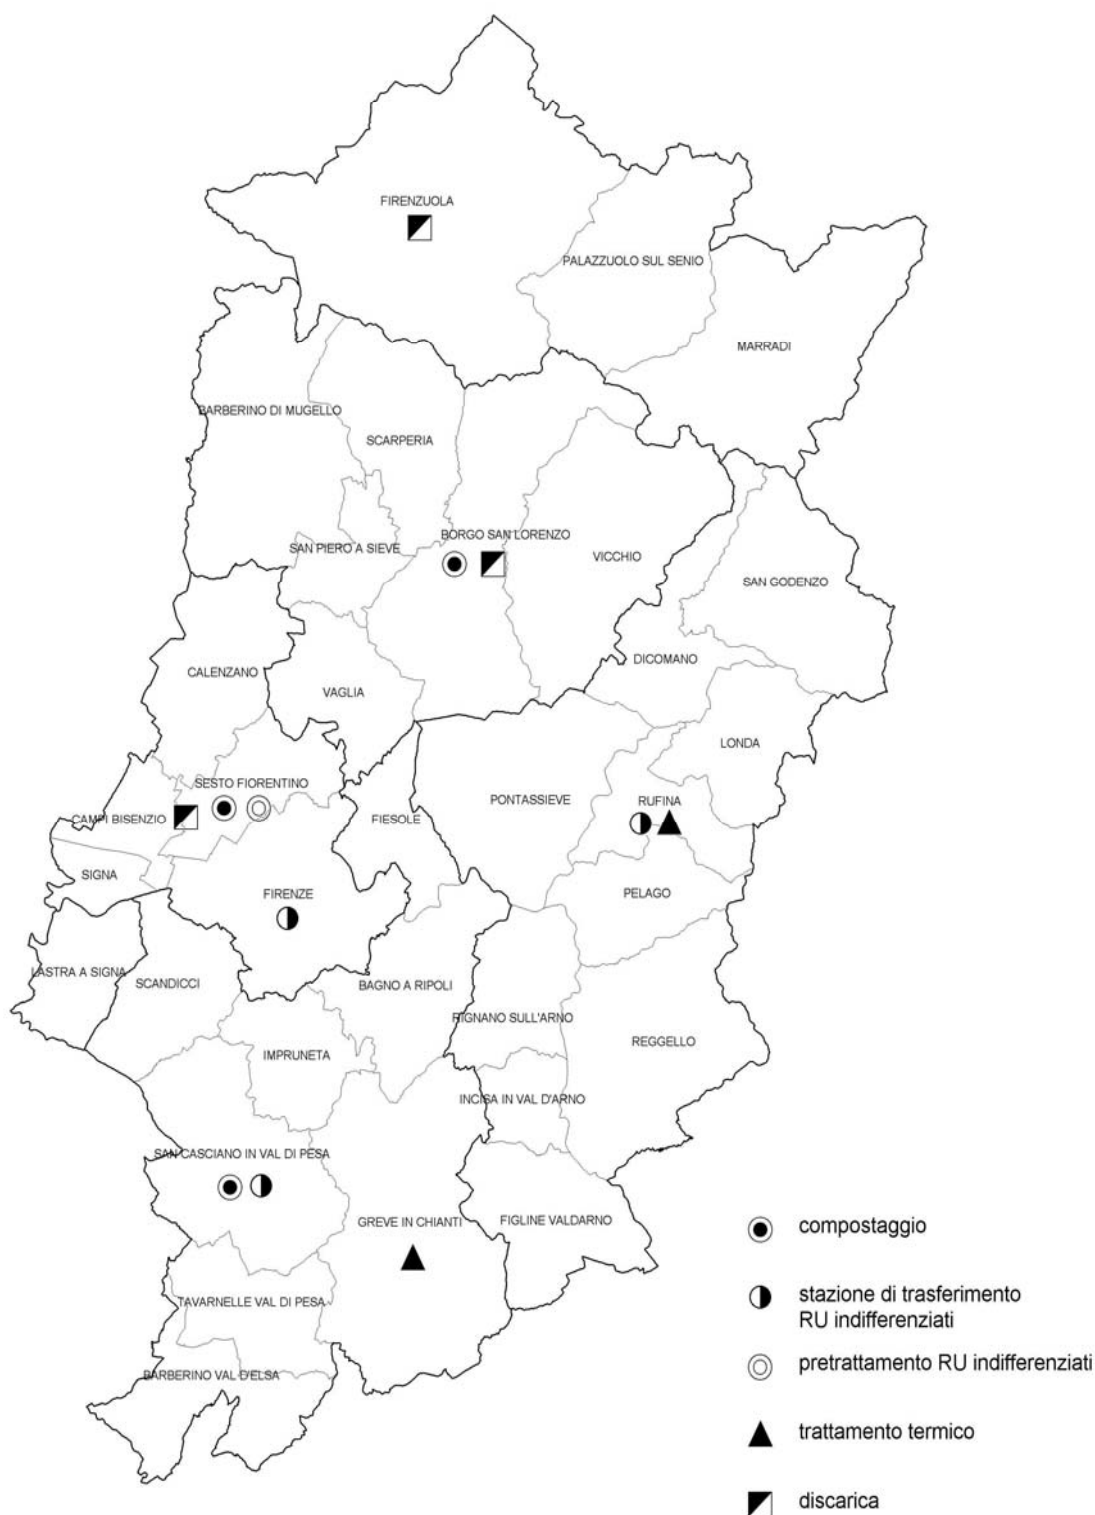 FIRENZUOLA
PALAZZUOLO SUL SENIO
MARRADI
BARBERINO DI MUGELLO
SCARPERIA
BORGO SAN LORENZO
SAN PIERO A SIEVE
VICCHIO
SAN GODENZO
DICOMANO
CALENZANO
VAGLIA
LONDA
SESTO FIORENTINO
PONTASSIEVE
RUFINA
CAMPI BISENZIO
FIESOLE
SIGNA
FIRENZE
PELAGO
LASTRA A SIGNA
SCANDICCI
BAGNO A RIPOLI
RIGNANO SULL'ARNO
REGGELLO
IMPRUNETA
INCISA IN VAL D'ARNO
SAN CASCIANO IN VAL DI PESA
GREVE IN CHIANTI
FIGLINE VALDARNO
TAVARNELLE VAL DI PESA
BARBERINO VAL D'ELSA
compostaggio
stazione di trasferimento
RU indifferenziati
pretrattamento RU indifferenziati
trattamento termico
discarica